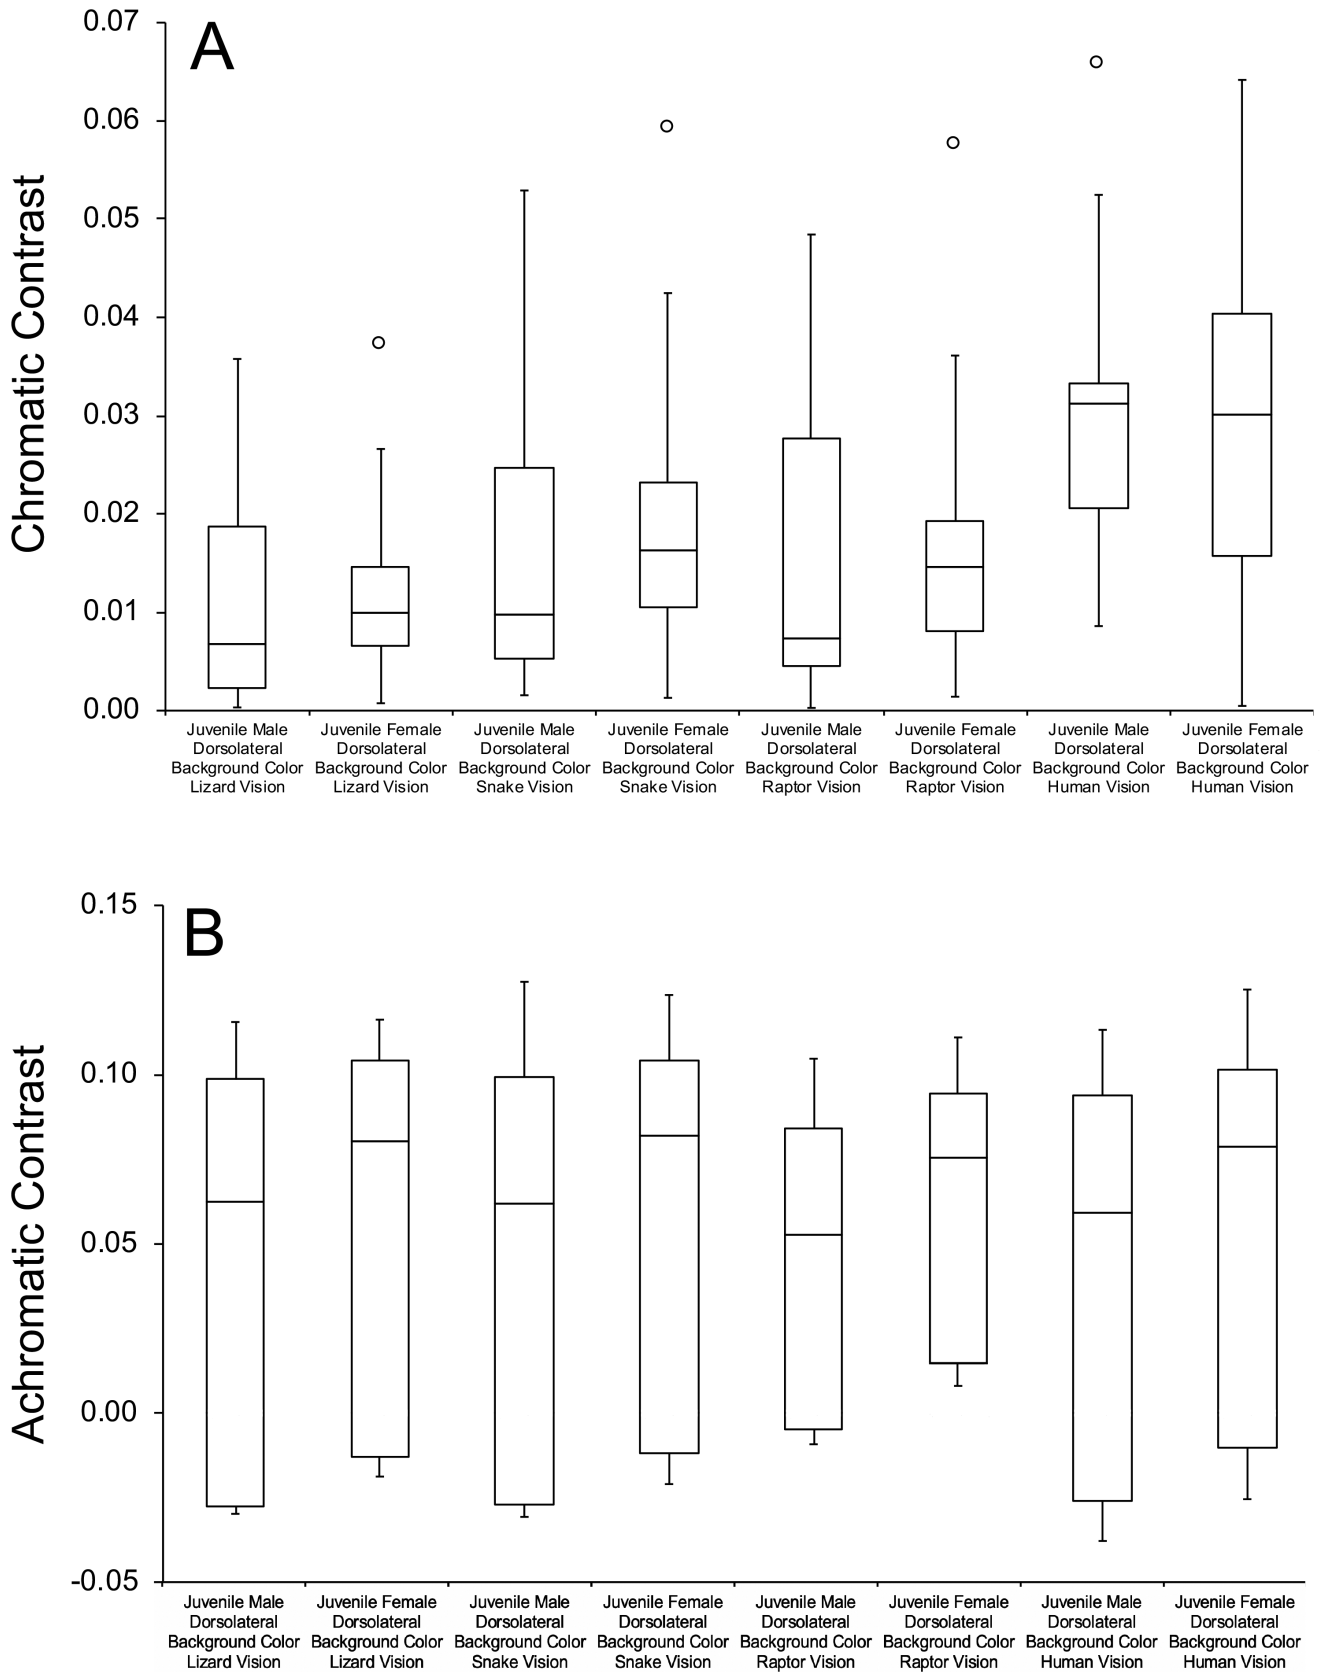 A
Chromatic Contrast
0.07
0.06
0.05
0.04
0.03
0.02
0.01
0.00
Juvenile Male
Dorsolateral
Background Color
Lizard Vision
Juvenile Female
Dorsolateral
Background Color
Lizard Vision
Juvenile Male
Dorsolateral
Background Color
Snake Vision
Juvenile Female
Dorsolateral
Background Color
Snake Vision
Juvenile Male
Dorsolateral
Background Color
Raptor Vision
Juvenile Female
Dorsolateral
Background Color
Raptor Vision
Juvenile Male
Dorsolateral
Background Color
Human Vision
Juvenile Female
Dorsolateral
Background Color
Human Vision
B
Achromatic Contrast
0.15
0.10
0.05
0.00
-0.05
Juvenile Male
Dorsolateral
Background Color
Lizard Vision
Juvenile Female
Dorsolateral
Background Color
Lizard Vision
Juvenile Male
Dorsolateral
Background Color
Snake Vision
Juvenile Female
Dorsolateral
Background Color
Snake Vision
Juvenile Male
Dorsolateral
Background Color
Raptor Vision
Juvenile Female
Dorsolateral
Background Color
Raptor Vision
Juvenile Male
Dorsolateral
Background Color
Human Vision
Juvenile Female
Dorsolateral
Background Color
Human Vision